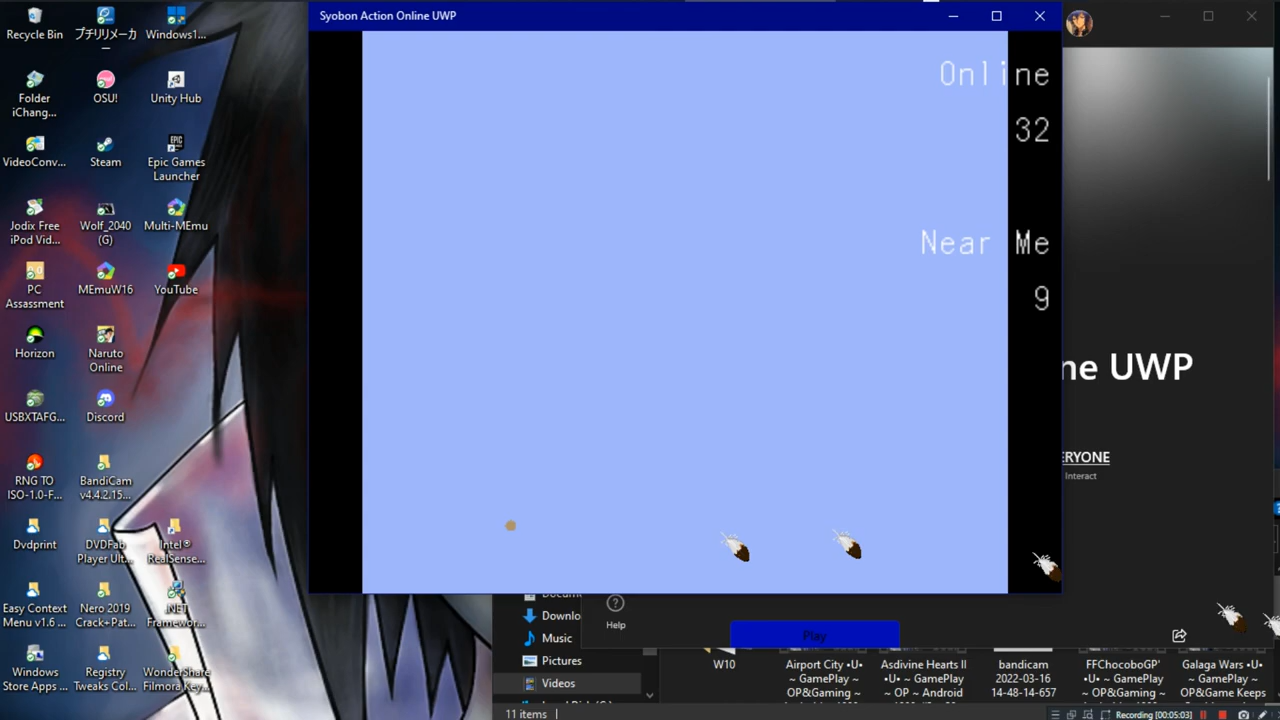 Syobon Action Online UWP
Online
32
Near Me
9
ne UWP
ERYONE
Interact
Help
Play
Recycle Bin
プチリリメーカー
Windows1...
Folder iChang...
OSU!
Unity Hub
VideoConv...
Steam
Epic Games Launcher
Jodix Free iPod Vid...
Wolf_2040 (G)
Multi-MEmu
PC Assassment
MEmuW16
YouTube
Horizon
Naruto Online
USBXTAFG...
Discord
RNG TO ISO-1.0-F...
BandiCam v4.4.2.15...
Dvdprint
DVDFab Player Ult...
Intel® RealSense...
Easy Context Menu v1.6 ...
Nero 2019 Crack+Pat...
.NET Framewor...
Windows Store Apps ...
Registry Tweaks Col...
WonderShare Filmora Key...
Downlo
Music
Pictures
Videos
11 items
W10
Airport City •U• ~ GamePlay ~ OP&Gaming ~
Asdivine Hearts II •U• ~ GamePlay ~ OP ~ Android
bandicam 2022-03-16 14-48-14-657
FFChocoboGP' •U• ~ GamePlay ~ OP&Gaming ~
Galaga Wars •U• ~ GamePlay ~ OP&Game Keeps
Recording [00:05:03]